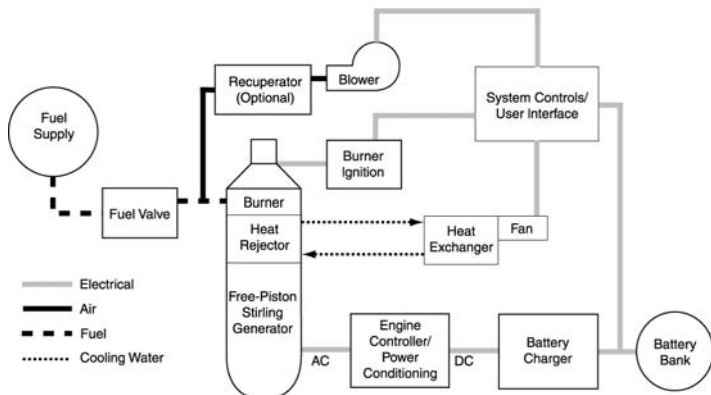 Blower
Recuperator
(Optional)
System Controls/
User Interface
Fuel
Supply
Burner
Ignition
Fuel Valve
Burner
Heat
Rejector
Heat
Exchanger
Fan
Free-Piston
Stirling
Generator
Electrical
Air
Fuel
Cooling Water
AC
Engine
Controller/
Power
Conditioning
DC
Battery
Charger
Battery
Bank